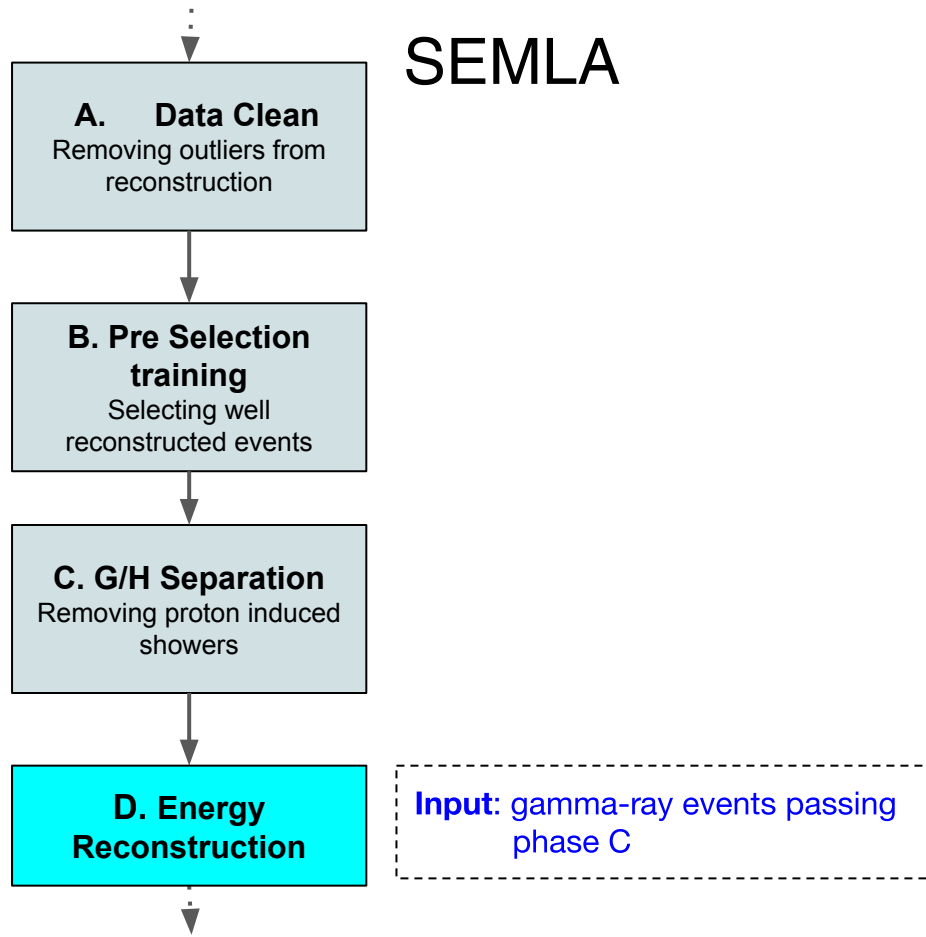 SEMLA
A. Data Clean
Removing outliers from
reconstruction
B. Pre Selection
training
Selecting well
reconstructed events
C. G/H Separation
Removing proton induced
showers
D. Energy
Reconstruction
Input: gamma-ray events passing
phase C